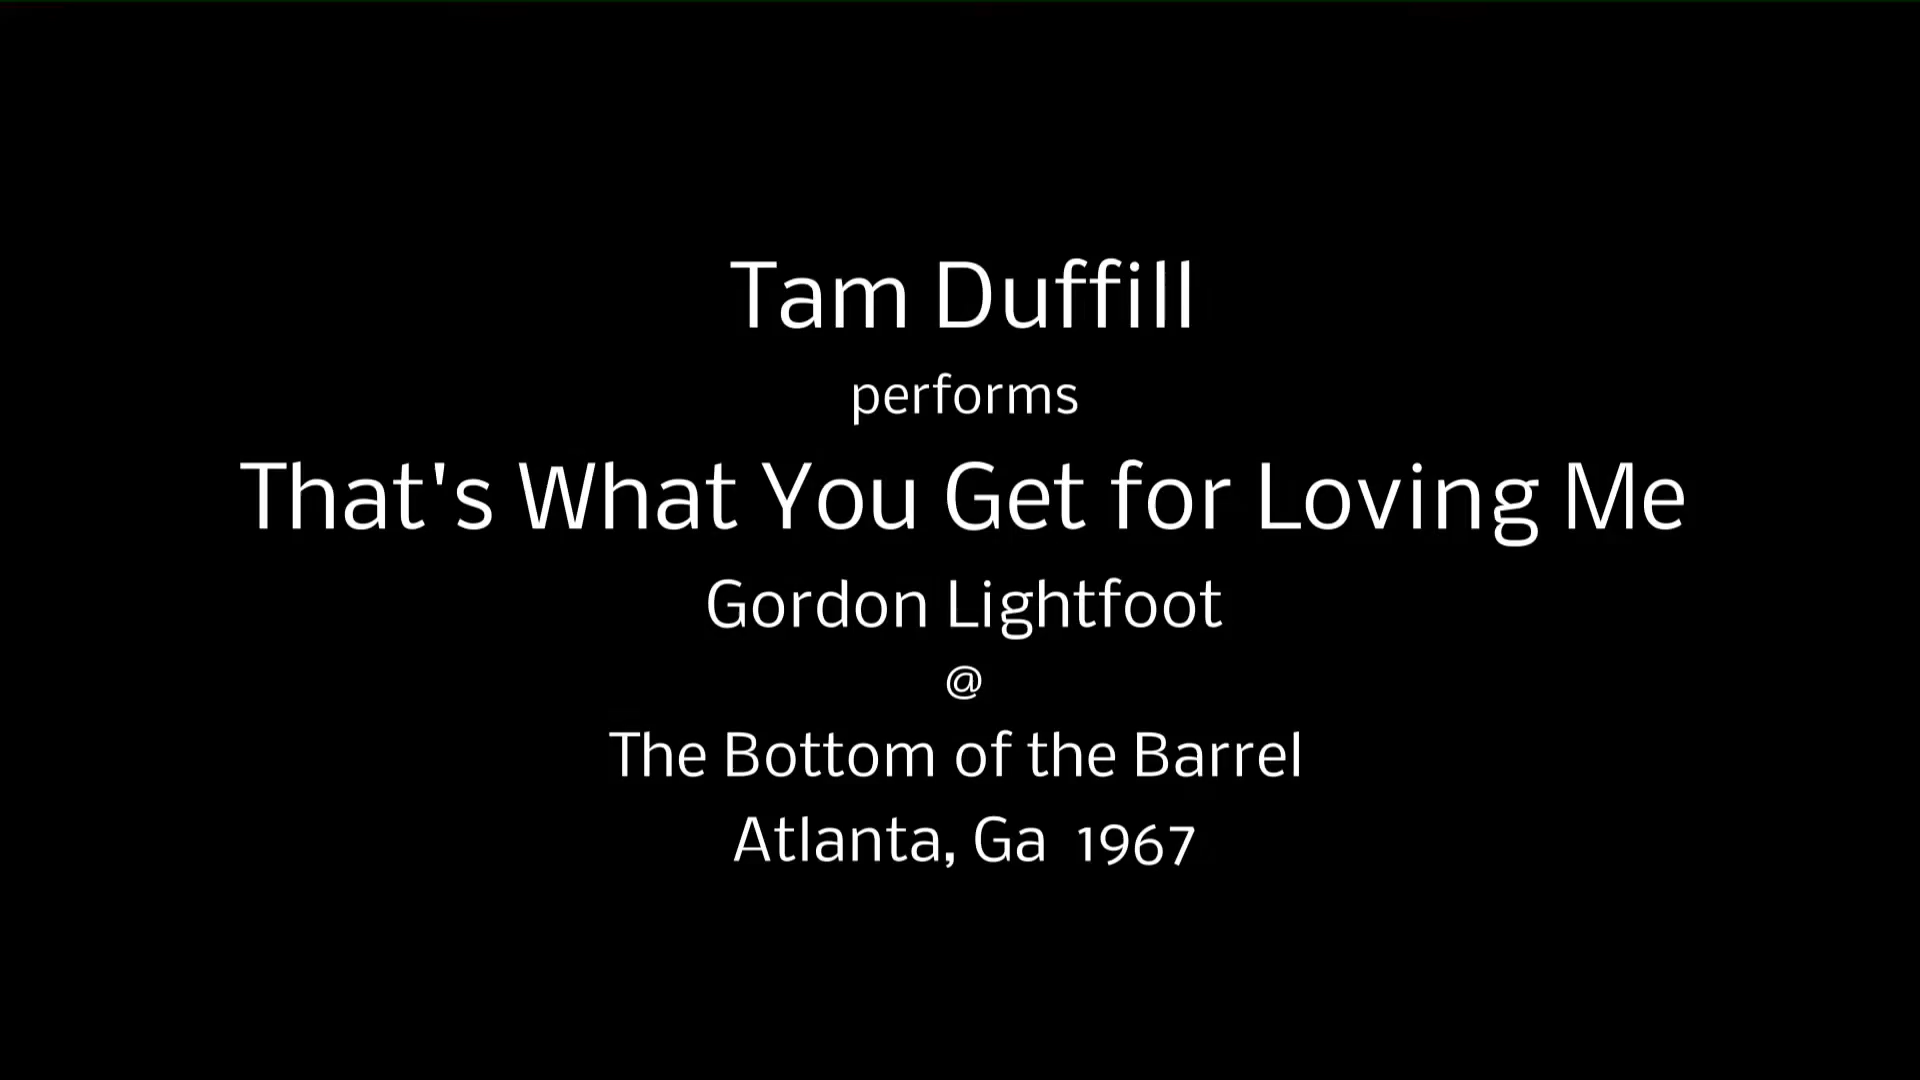 Tam Duffill
performs
That's What You Get for Loving Me
Gordon Lightfoot
@
The Bottom of the Barrel
Atlanta, Ga  1967